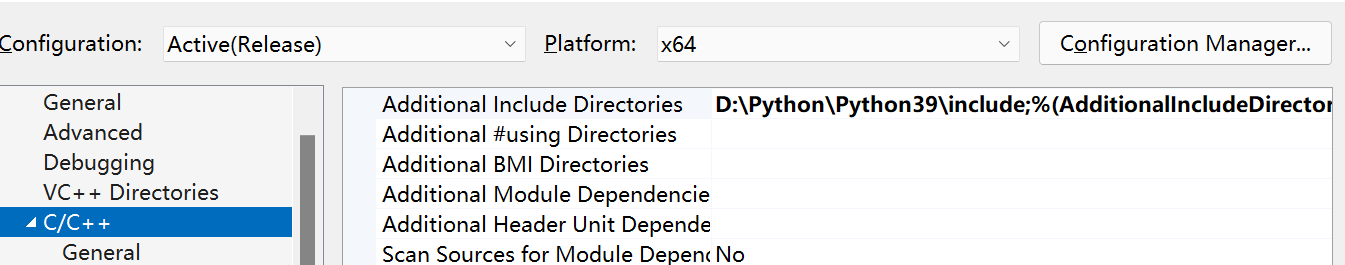 Configuration: Active(Release) Platform: x64 Configuration Manager...
General
Advanced
Debugging
VC++ Directories
C/C++
General
Additional Include Directories D:\Python\Python39\include;%(AdditionalIncludeDirector
Additional #using Directories
Additional BMI Directories
Additional Module Dependencie
Additional Header Unit Depende
Scan Sources for Module Depend No